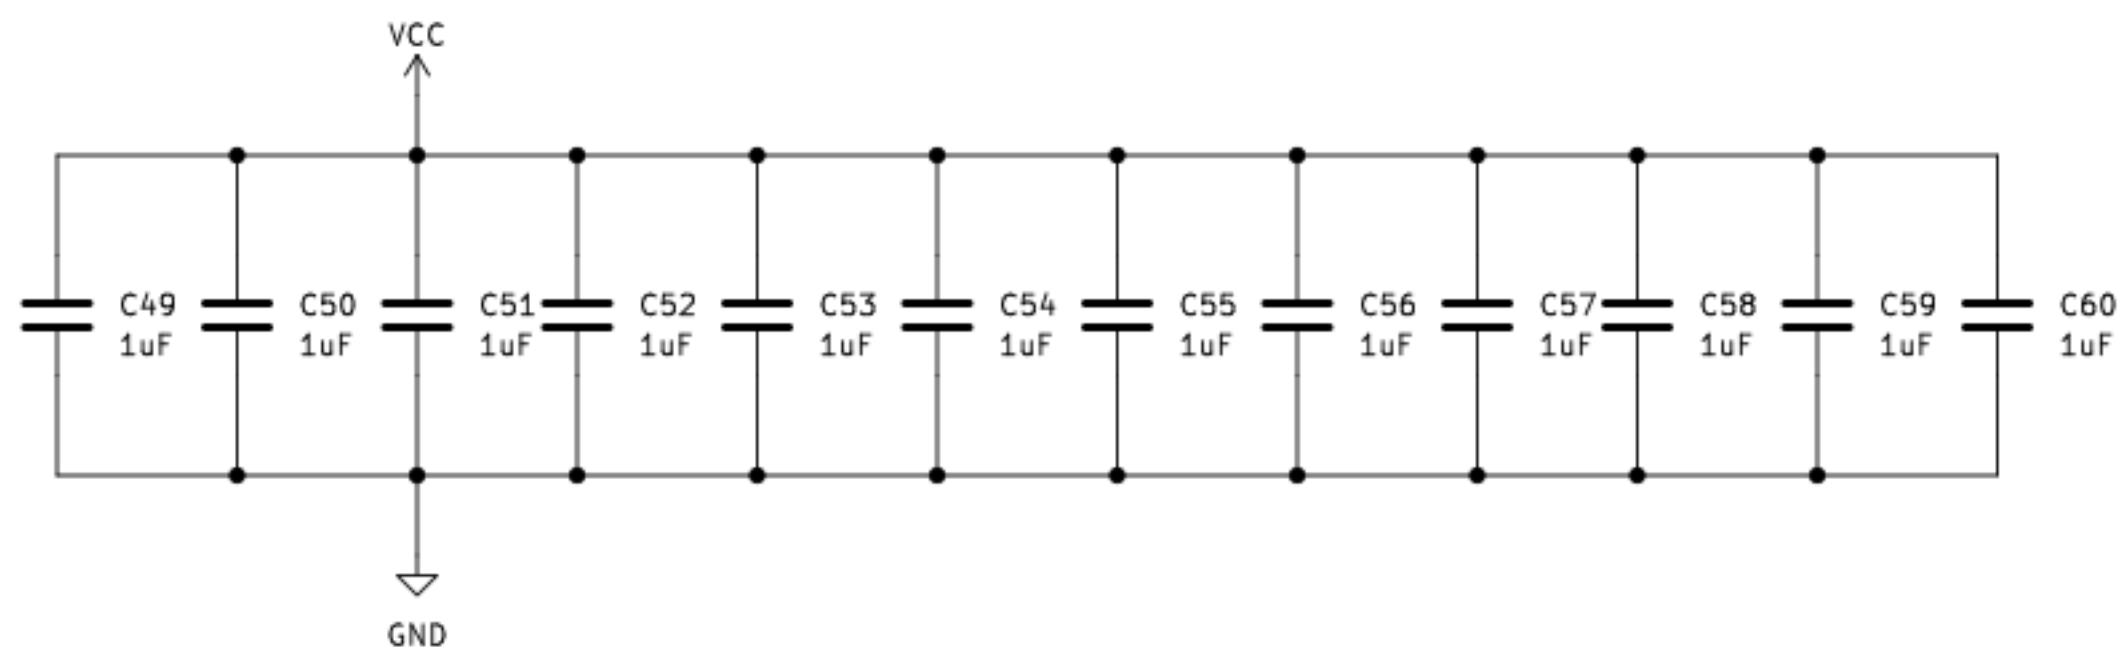 VCC
C49 C50 C51 C52 C53 C54 C55 C56 C57 C58 C59 C60
1uF 1uF 1uF 1uF 1uF 1uF 1uF 1uF 1uF 1uF 1uF 1uF
GND